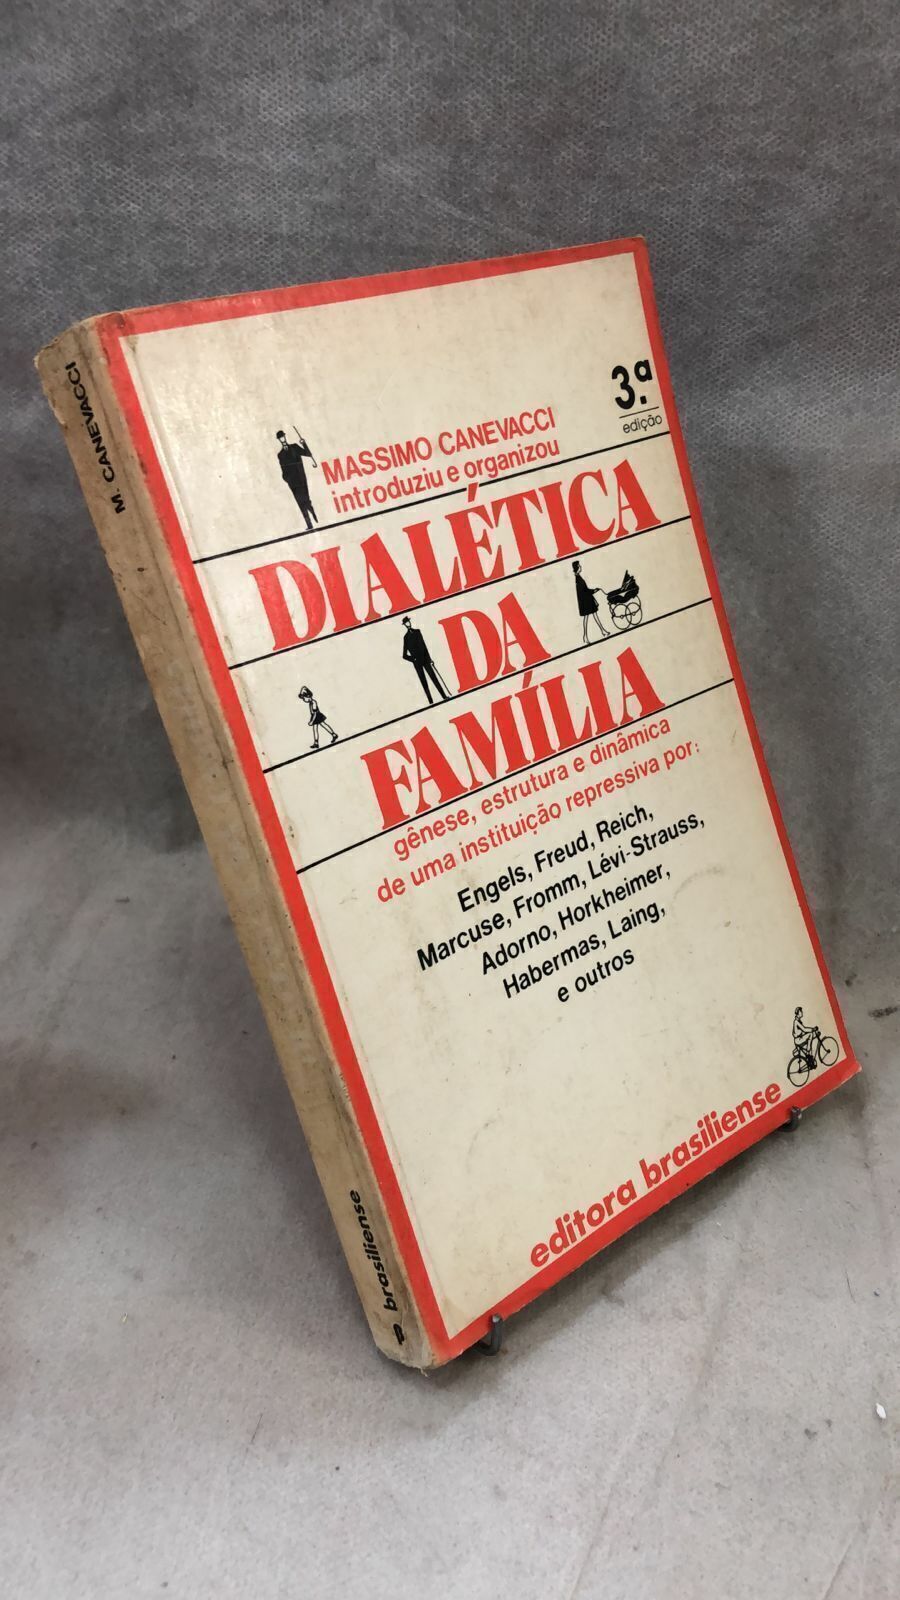 M. CANEVACCI
brasiliense
3.ª
edição
MASSIMO CANEVACCI
introduziu e organizou
DIALÉTICA
DA
FAMÍLIA
gênese, estrutura e dinâmica
de uma instituição repressiva por:
Engels, Freud, Reich,
Marcuse, Fromm, Lévi-Strauss,
Adorno, Horkheimer,
Habermas, Laing,
e outros
editora brasiliense